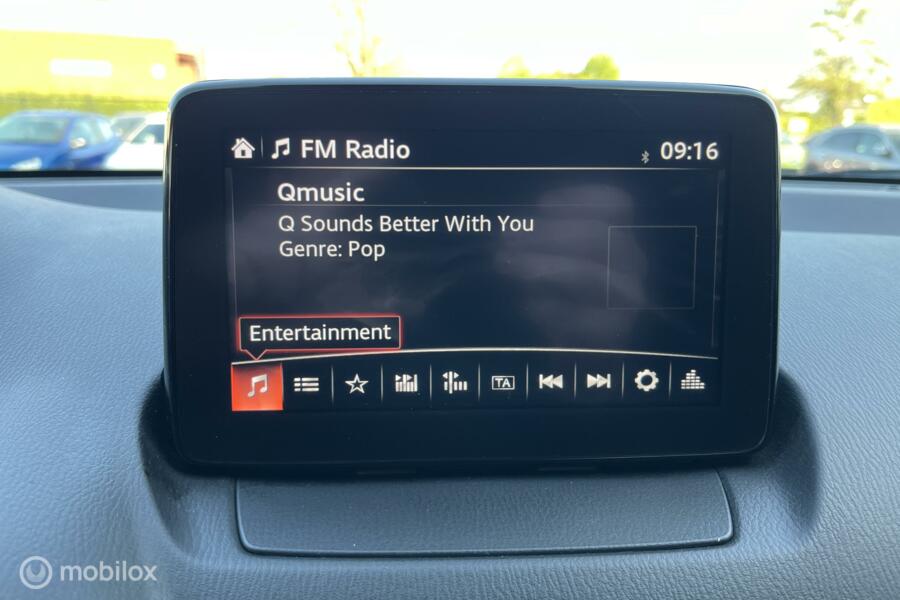 FM Radio
09:16
Qmusic
Q Sounds Better With You
Genre: Pop
Entertainment
TA
mobilox